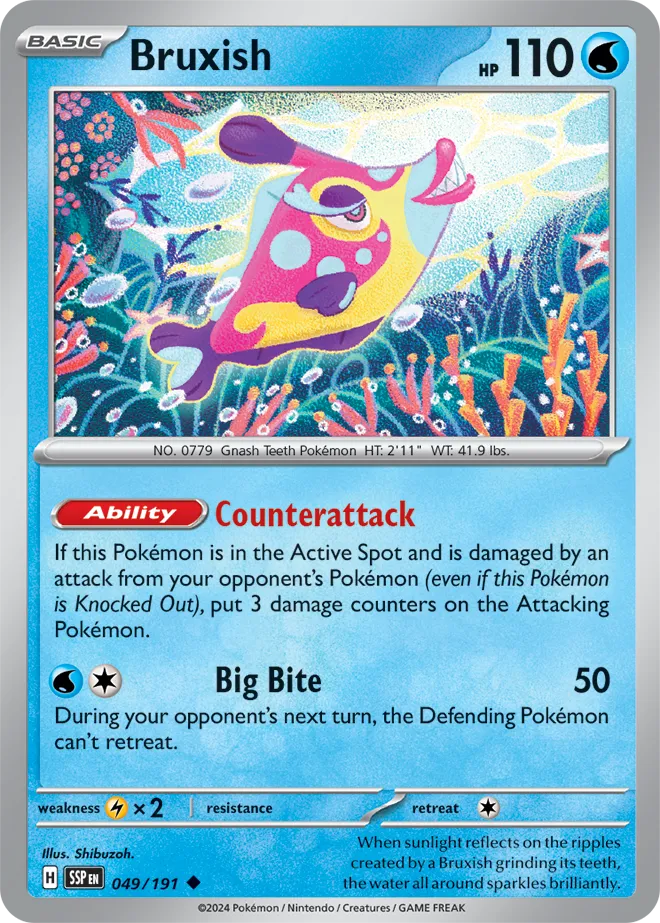 BASIC
Bruxish
HP 110
NO. 0779 Gnash Teeth Pokémon HT: 2'11" WT: 41.9 lbs.
Ability Counterattack
If this Pokémon is in the Active Spot and is damaged by an
attack from your opponent's Pokémon (even if this Pokémon
is Knocked Out), put 3 damage counters on the Attacking
Pokémon.
Big Bite 50
During your opponent's next turn, the Defending Pokémon
can't retreat.
weakness ×2 resistance retreat
Illus. Shibuzoh.
H SSP EN 049/191
When sunlight reflects on the ripples
created by a Bruxish grinding its teeth,
the water all around sparkles brilliantly.
©2024 Pokémon / Nintendo / Creatures / GAME FREAK